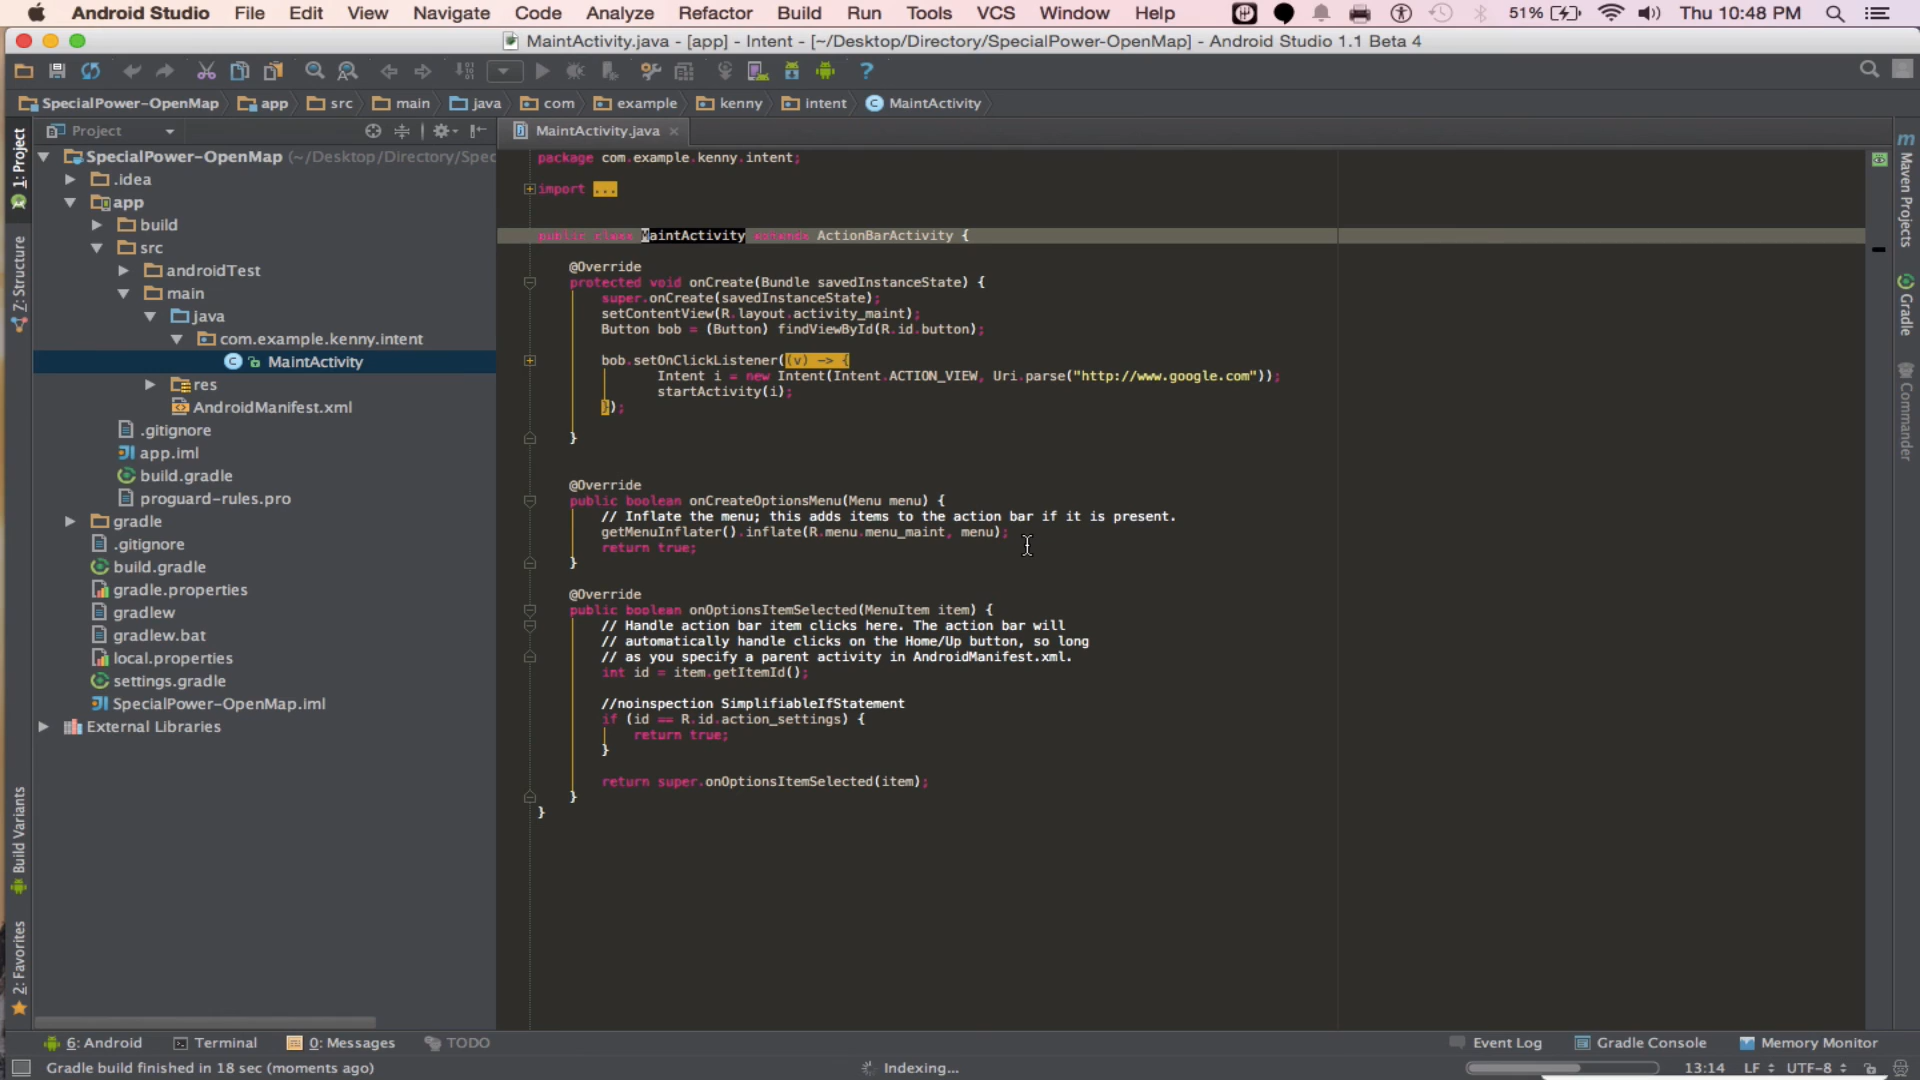 Android Studio File Edit View Navigate Code Analyze Refactor Build Run Tools VCS Window Help 51% Thu 10:48 PM
MaintActivity.java - [app] - Intent - [~/Desktop/Directory/SpecialPower-OpenMap] - Android Studio 1.1 Beta 4
SpecialPower-OpenMap app src main java com example kenny intent MaintActivity
Project
MaintActivity.java
1: Project
Z: Structure
Build Variants
2: Favorites
SpecialPower-OpenMap (~/Desktop/Directory/Spec
.idea
app
build
src
androidTest
main
java
com.example.kenny.intent
MaintActivity
res
AndroidManifest.xml
.gitignore
app.iml
build.gradle
proguard-rules.pro
gradle
.gitignore
build.gradle
gradle.properties
gradlew
gradlew.bat
local.properties
settings.gradle
SpecialPower-OpenMap.iml
External Libraries
package com.example.kenny.intent;
import ...
public class MaintActivity extends ActionBarActivity {
@Override
protected void onCreate(Bundle savedInstanceState) {
super.onCreate(savedInstanceState);
setContentView(R.layout.activity_maint);
Button bob = (Button) findViewById(R.id.button);
bob.setOnClickListener((v) -> {
Intent i = new Intent(Intent.ACTION_VIEW, Uri.parse("http://www.google.com"));
startActivity(i);
});
}
@Override
public boolean onCreateOptionsMenu(Menu menu) {
// Inflate the menu; this adds items to the action bar if it is present.
getMenuInflater().inflate(R.menu.menu_maint, menu);
return true;
}
@Override
public boolean onOptionsItemSelected(MenuItem item) {
// Handle action bar item clicks here. The action bar will
// automatically handle clicks on the Home/Up button, so long
// as you specify a parent activity in AndroidManifest.xml.
int id = item.getItemId();
//noinspection SimplifiableIfStatement
if (id == R.id.action_settings) {
return true;
}
return super.onOptionsItemSelected(item);
}
}
Maven Projects
Gradle
Commander
6: Android Terminal 0: Messages TODO Event Log Gradle Console Memory Monitor
Gradle build finished in 18 sec (moments ago) Indexing... 13:14 LF UTF-8